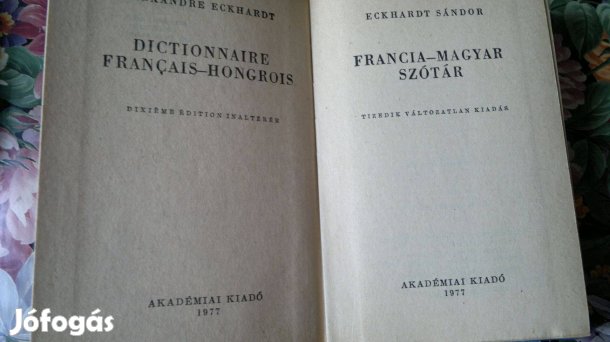 ALEXANDRE ECKHARDT
DICTIONNAIRE
FRANÇAIS–HONGROIS
DIXIÈME ÉDITION INALTÉRÉE
AKADÉMIAI KIADÓ
1977
ECKHARDT SÁNDOR
FRANCIA–MAGYAR
SZÓTÁR
TIZEDIK VÁLTOZATLAN KIADÁS
AKADÉMIAI KIADÓ
1977
Jófogás